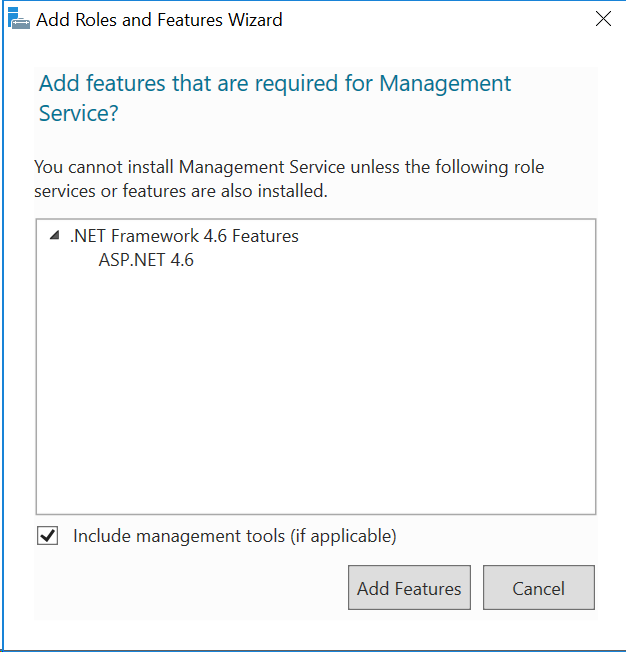 Add Roles and Features Wizard
Add features that are required for Management
Service?
You cannot install Management Service unless the following role
services or features are also installed.
.NET Framework 4.6 Features
ASP.NET 4.6
Include management tools (if applicable)
Add Features
Cancel